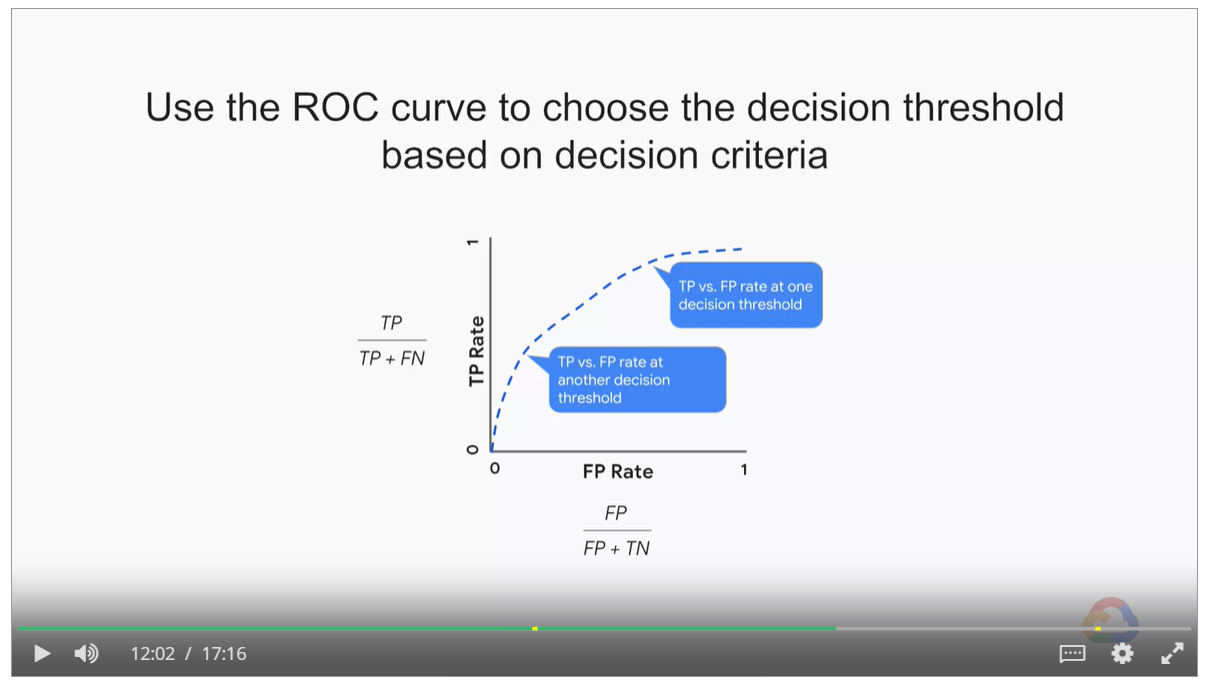 Use the ROC curve to choose the decision threshold
based on decision criteria
1
TP vs. FP rate at one
decision threshold
TP
TP + FN
TP Rate
TP vs. FP rate at
another decision
threshold
0
0
FP Rate
1
FP
FP + TN
12:02 / 17:16